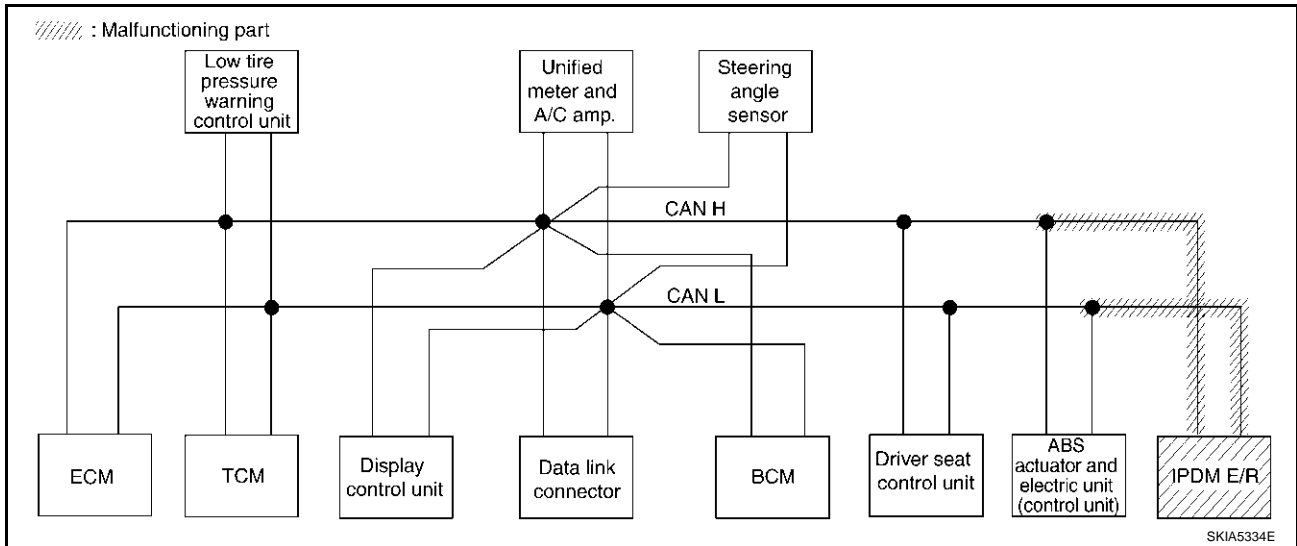 : Malfunctioning part
Low tire
pressure
warning
control unit
Unified
meter and
A/C amp.
Steering
angle
sensor
CAN H
CAN L
ECM
TCM
Display
control unit
Data link
connector
BCM
Driver seat
control unit
ABS
actuator and
electric unit
(control unit)
IPDM E/R
SKIA5334E